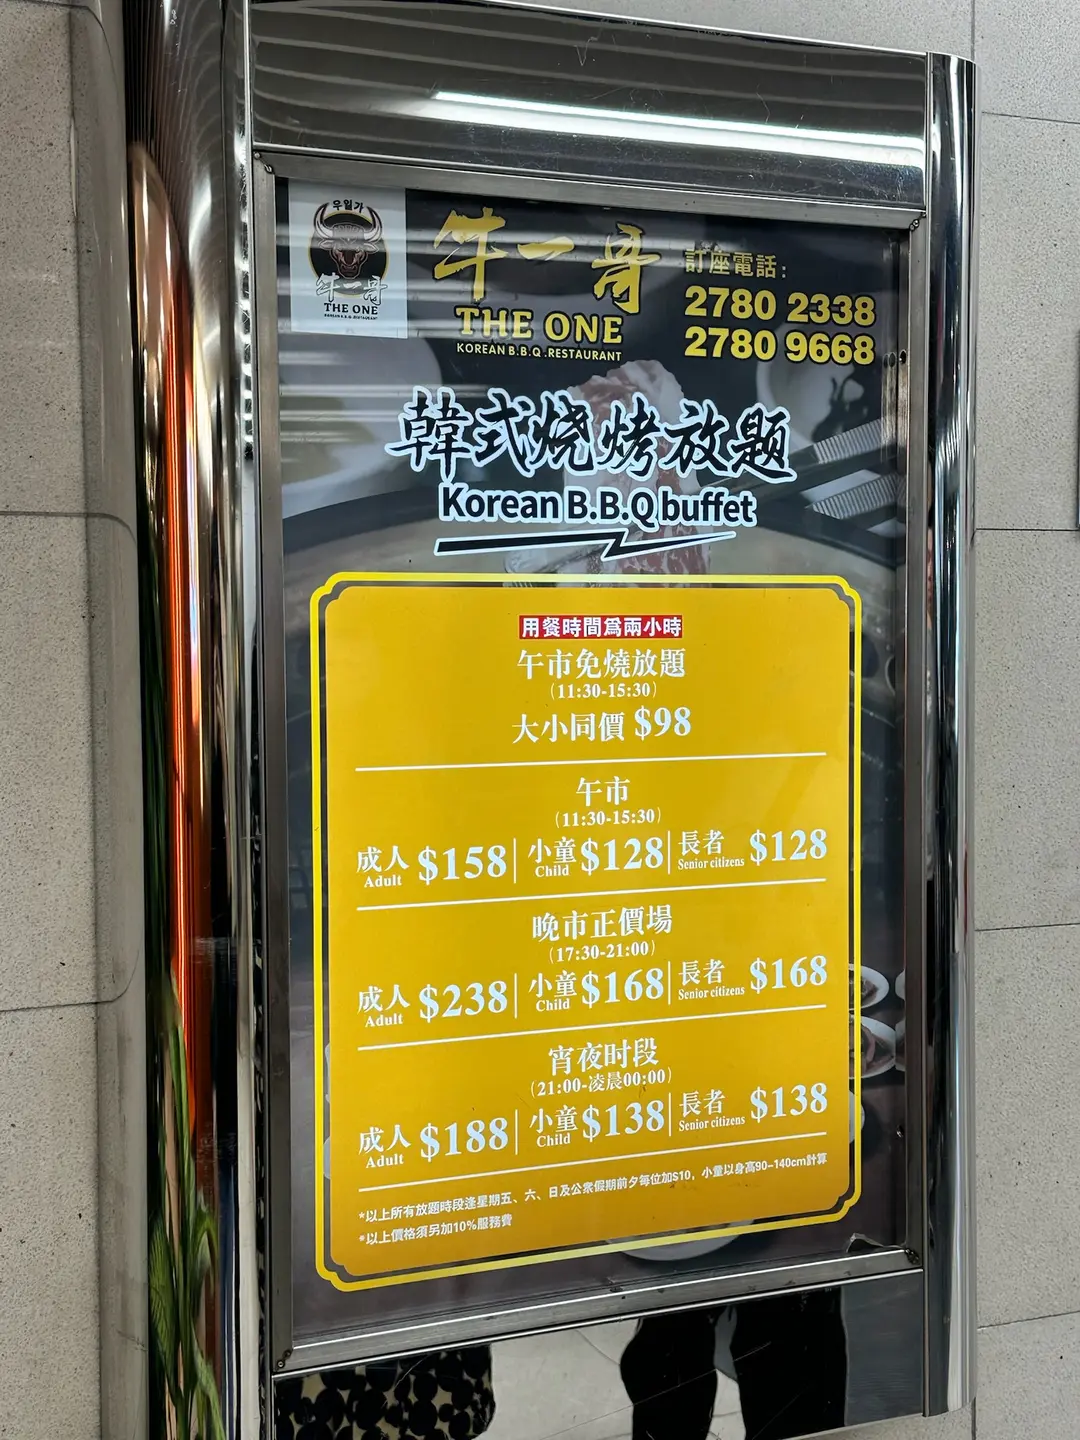 우일가
牛一哥
THE ONE
KOREAN B.B.Q RESTAURANT
牛一哥
THE ONE
KOREAN B.B.Q .RESTAURANT
訂座電話：
2780 2338
2780 9668
韓式燒烤放題
Korean B.B.Q buffet
用餐時間爲兩小時
午市免燒放題
(11:30-15:30)
大小同價 $98
午市
(11:30-15:30)
成人 $158 | 小童 $128 | 長者 $128
Adult Child Senior citizens
晚市正價場
(17:30-21:00)
成人 $238 | 小童 $168 | 長者 $168
Adult Child Senior citizens
宵夜时段
(21:00-凌晨00:00)
成人 $188 | 小童 $138 | 長者 $138
Adult Child Senior citizens
*以上所有放題時段逢星期五、六、日及公衆假期前夕每位加$10，小童以身高90-140cm計算
*以上價格須另加10%服務費